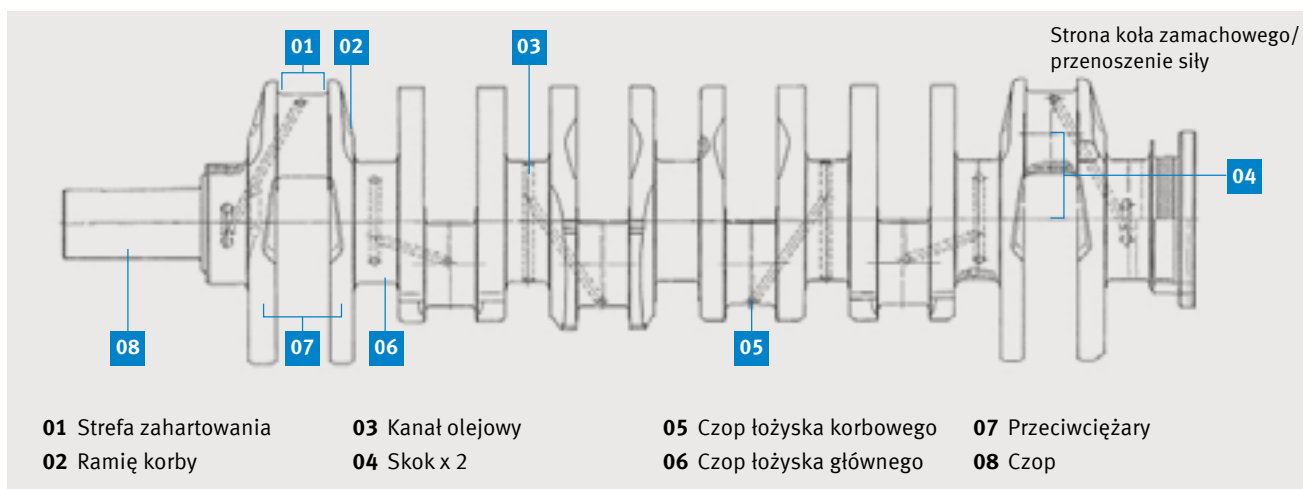 01
02
03
Strona koła zamachowego/
przenoszenie siły
04
08
07
06
05
01 Strefa zahartowania
02 Ramię korby
03 Kanał olejowy
04 Skok x 2
05 Czop łożyska korbowego
06 Czop łożyska głównego
07 Przeciwciężary
08 Czop